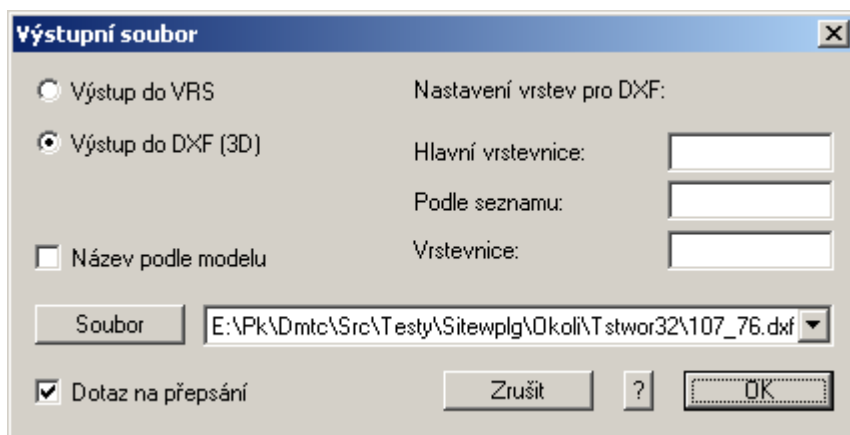 Výstupní soubor
Výstup do VRS
Výstup do DXF (3D)
Nastavení vrstev pro DXF:
Hlavní vrstevnice:
Podle seznamu:
Vrstevnice:
Název podle modelu
Soubor E:\Pk\Dmtc\Src\Testy\Sitewplg\Okoli\Tstwor32\107_76.dxf
Dotaz na přepsání
Zrušit ? OK